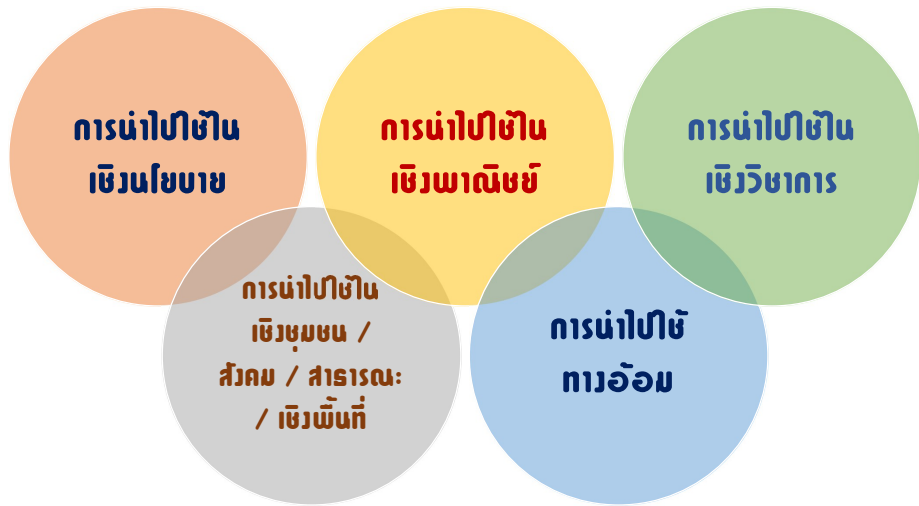 การนำไปใช้ใน
เชิงนโยบาย
การนำไปใช้ใน
เชิงพาณิชย์
การนำไปใช้ใน
เชิงวิชาการ
การนำไปใช้ใน
เชิงชุมชน /
สังคม / สาธารณะ
/ เชิงพื้นที่
การนำไปใช้
ทางอ้อม